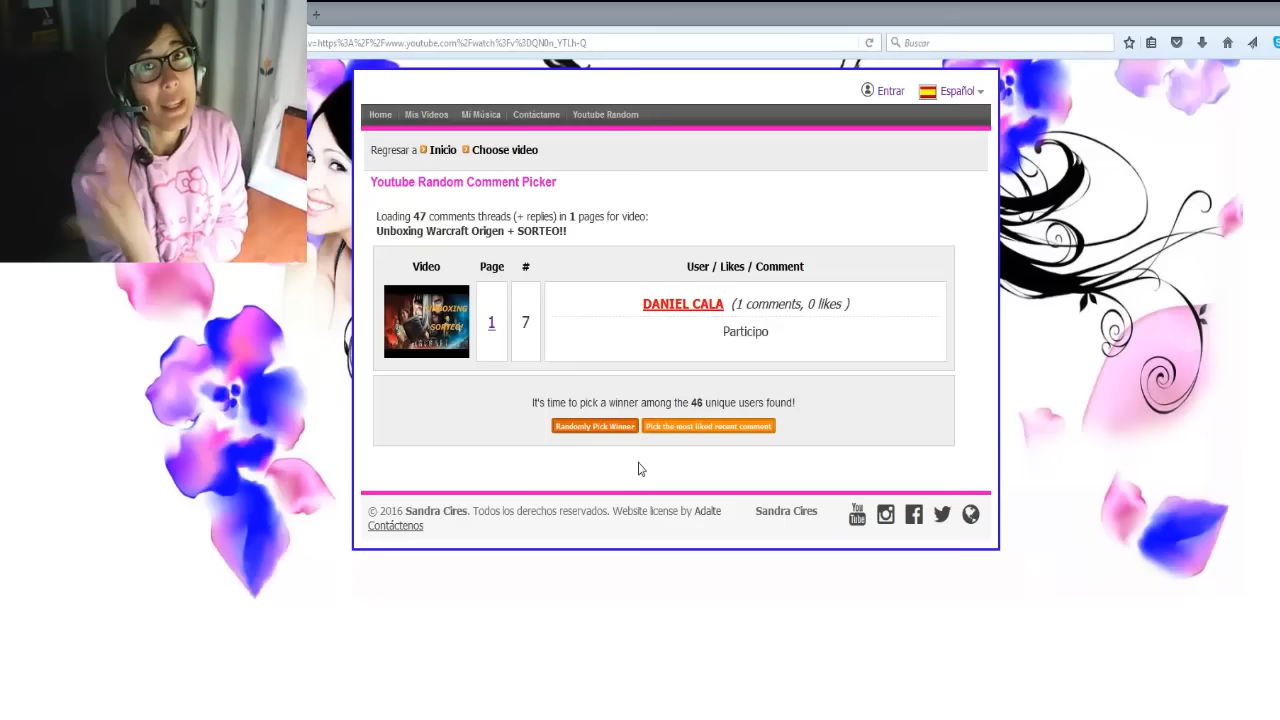 v=https%3A%2F%2Fwww.youtube.com%2Fwatch%3Fv%3DQN0n_YTLh-Q
Buscar
Entrar
Español
Home
Mis Videos
Mi Música
Contáctame
Youtube Random
Regresar a Inicio Choose video
Youtube Random Comment Picker
Loading 47 comments threads (+ replies) in 1 pages for video:
Unboxing Warcraft Origen + SORTEO!!
Video Page # User / Likes / Comment
UNBOXING
SORTEO!
1
7
DANIEL CALA (1 comments, 0 likes )
Participo
It's time to pick a winner among the 46 unique users found!
Randomly Pick Winner
Pick the most liked recent comment
© 2016 Sandra Cires. Todos los derechos reservados. Website license by Adalte
Contáctenos
Sandra Cires
You
Tube